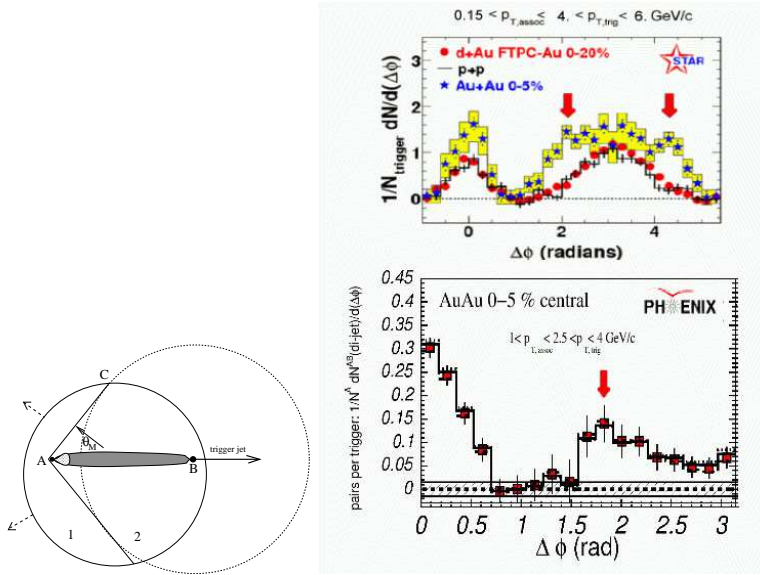 C
θM
A
B
trigger jet
1
2
0.15 < pT,assoc < 4. < pT,trig < 6. GeV/c
d+Au FTPC-Au 0-20%
p+p
Au+Au 0-5%
STAR
1/Ntrigger dN/d(Δϕ)
3
2
1
0
0 2 4
Δϕ (radians)
AuAu 0–5 % central
PHENIX
1< pT,assoc < 2.5 <pT,trig < 4 GeV/c
pairs per trigger: 1/N^A dN^AB(di-jet)/d(Δϕ)
0.45
0.4
0.35
0.3
0.25
0.2
0.15
0.1
0.05
0
0 0.5 1 1.5 2 2.5 3
Δ ϕ (rad)